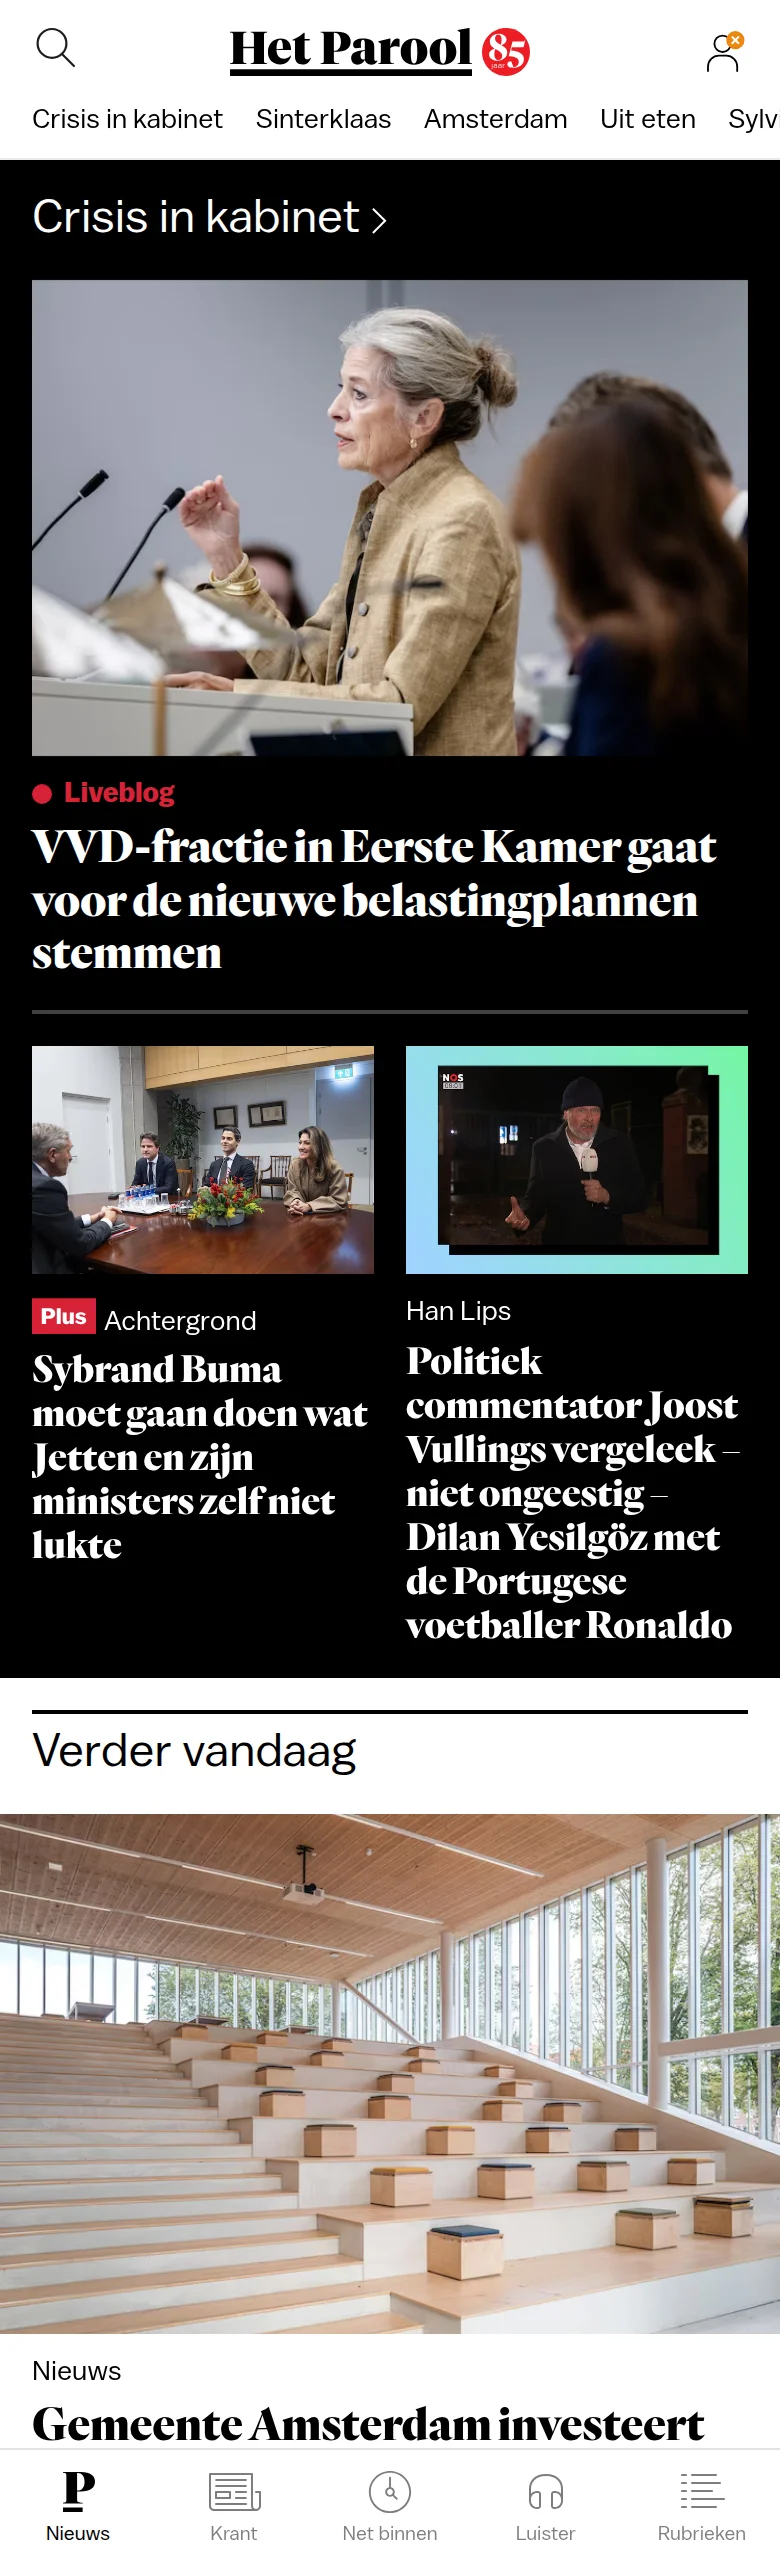 Het Parool 85 jaar
Crisis in kabinet Sinterklaas Amsterdam Uit eten Sylvi
Crisis in kabinet
Liveblog
VVD-fractie in Eerste Kamer gaat
voor de nieuwe belastingplannen
stemmen
NOS
Plus Achtergrond
Sybrand Buma
moet gaan doen wat
Jetten en zijn
ministers zelf niet
lukte
Han Lips
Politiek
commentator Joost
Vullings vergeleek –
niet ongeestig –
Dilan Yesilgöz met
de Portugese
voetballer Ronaldo
Verder vandaag
Nieuws
Gemeente Amsterdam investeert
Nieuws Krant Net binnen Luister Rubrieken